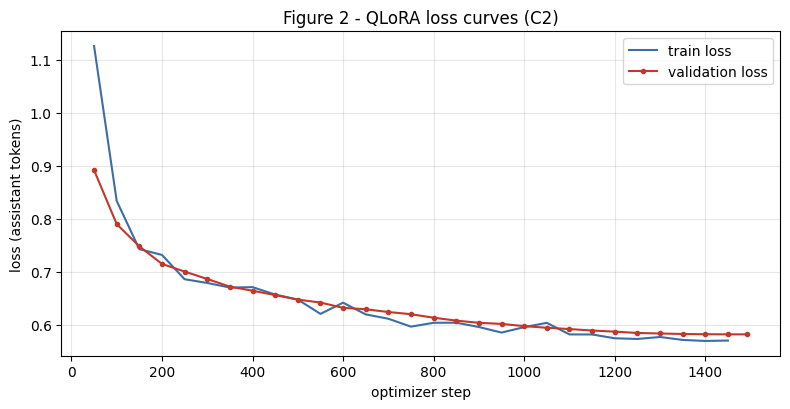 Figure 2 - QLoRA loss curves (C2)
train loss
validation loss
loss (assistant tokens)
1.1
1.0
0.9
0.8
0.7
0.6
0 200 400 600 800 1000 1200 1400
optimizer step